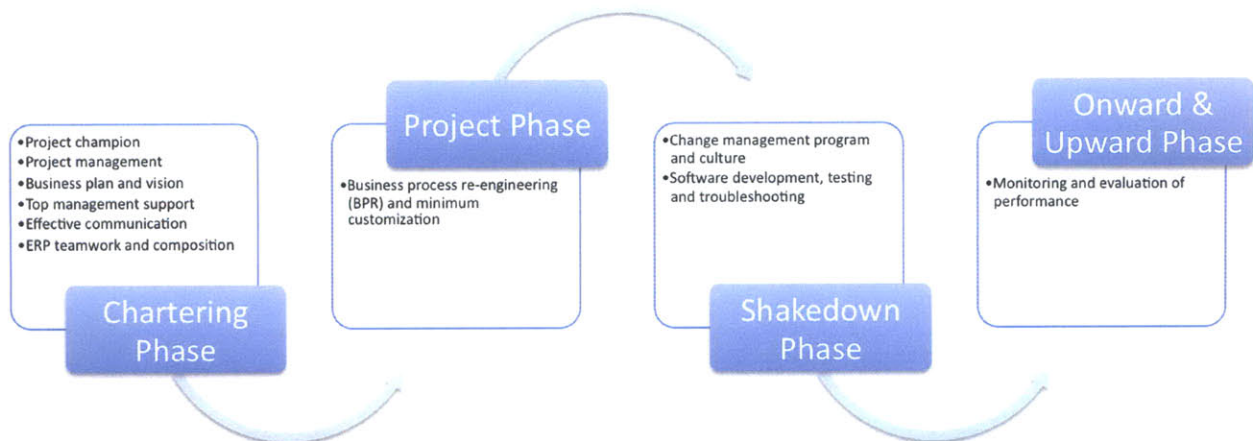 •Project champion
•Project management
•Business plan and vision
•Top management support
•Effective communication
•ERP teamwork and composition
Chartering
Phase
Project Phase
•Business process re-engineering
(BPR) and minimum
customization
•Change management program
and culture
•Software development, testing
and troubleshooting
Shakedown
Phase
Onward &
Upward Phase
•Monitoring and evaluation of
performance